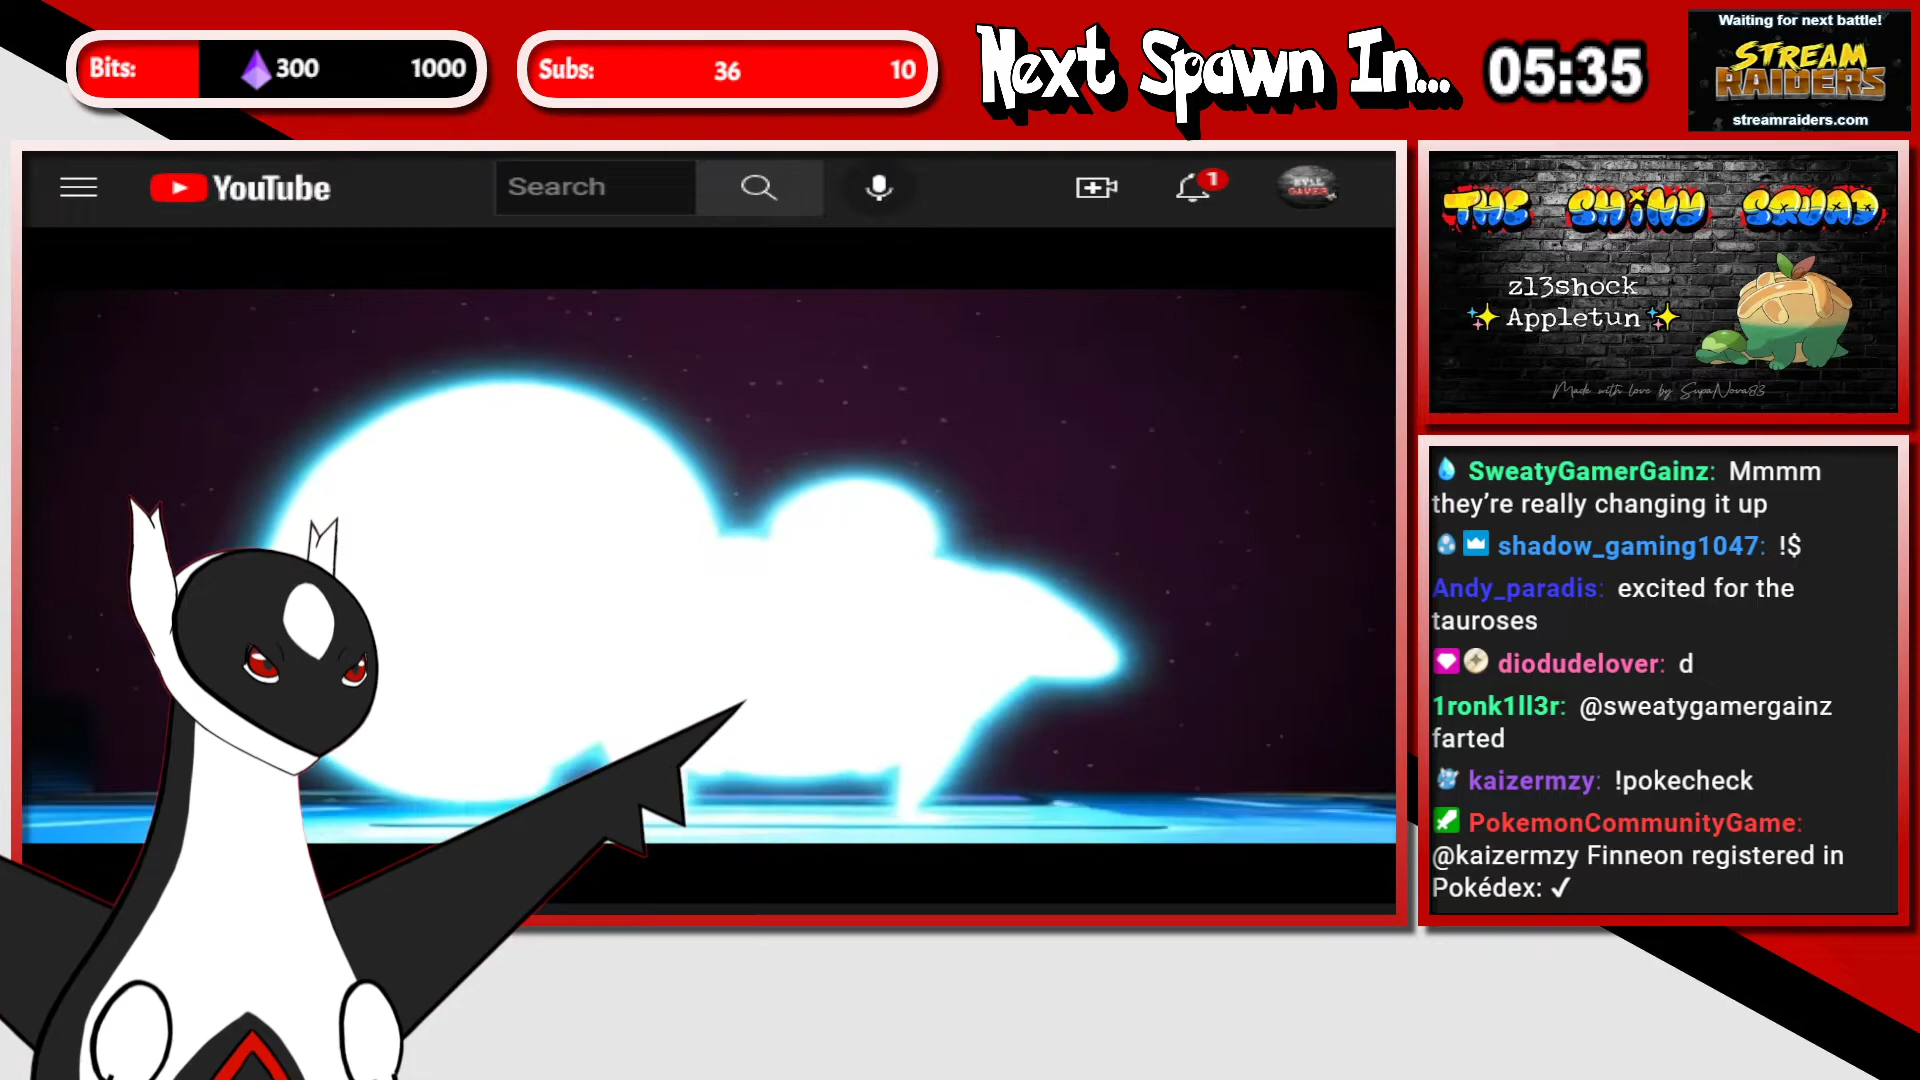 Bits: 300 1000
Subs: 36 10
Next Spawn In...
05:35
Waiting for next battle!
STREAM
RAIDERS
streamraiders.com
YouTube
Search
1
THE SHINY SQUAD
zl3shock
Appletun
Made with love by SupaNova83
SweatyGamerGainz: Mmmm
they’re really changing it up
shadow_gaming1047: !$
Andy_paradis: excited for the
tauroses
diodudelover: d
1ronk1ll3r: @sweatygamergainz
farted
kaizermzy: !pokecheck
PokemonCommunityGame:
@kaizermzy Finneon registered in
Pokédex: ✓